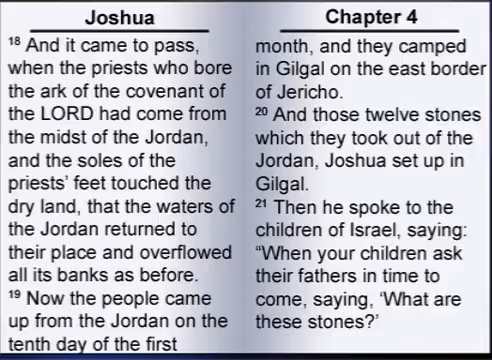 Joshua
18 And it came to pass,
when the priests who bore
the ark of the covenant of
the LORD had come from
the midst of the Jordan,
and the soles of the
priests' feet touched the
dry land, that the waters of
the Jordan returned to
their place and overflowed
all its banks as before.
19 Now the people came
up from the Jordan on the
tenth day of the first
Chapter 4
month, and they camped
in Gilgal on the east border
of Jericho.
20 And those twelve stones
which they took out of the
Jordan, Joshua set up in
Gilgal.
21 Then he spoke to the
children of Israel, saying:
“When your children ask
their fathers in time to
come, saying, ‘What are
these stones?’